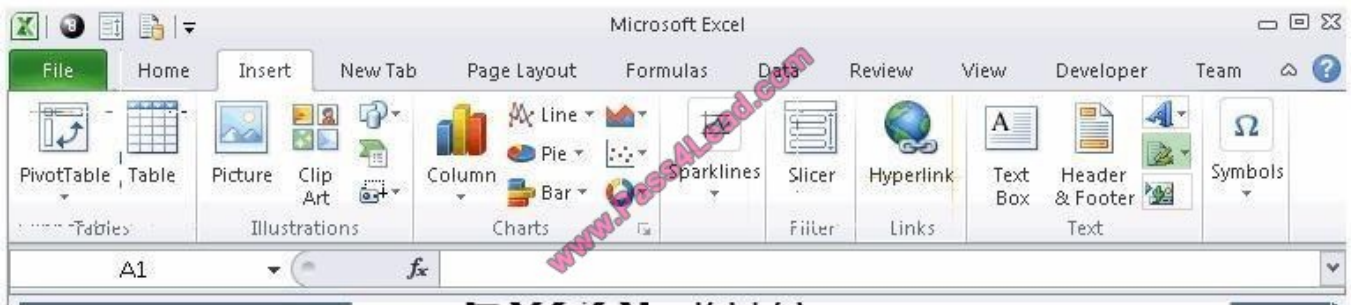 Microsoft Excel
File Home Insert New Tab Page Layout Formulas Data Review View Developer Team
PivotTable Table Picture Clip Art Column Line Pie Bar Sparklines Slicer Hyperlink Text Box Header & Footer Symbols
Tables Illustrations Charts Filter Links Text
www.Pass4Lead.com
A1 fx